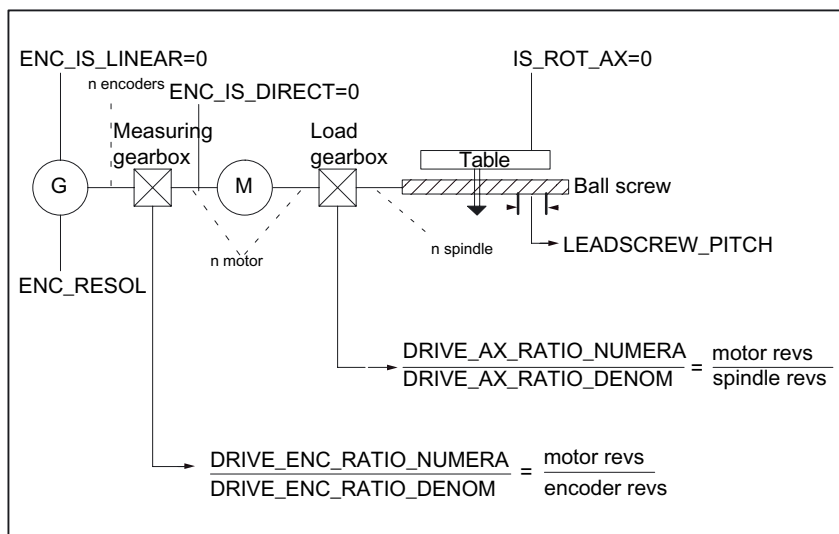 ENC_IS_LINEAR=0
IS_ROT_AX=0
n encoders
ENC_IS_DIRECT=0
Measuring
gearbox
Load
gearbox
Table
G
M
Ball screw
n motor
n spindle
LEADSCREW_PITCH
ENC_RESOL
DRIVE_AX_RATIO_NUMERA
DRIVE_AX_RATIO_DENOM
=
motor revs
spindle revs
DRIVE_ENC_RATIO_NUMERA
DRIVE_ENC_RATIO_DENOM
=
motor revs
encoder revs